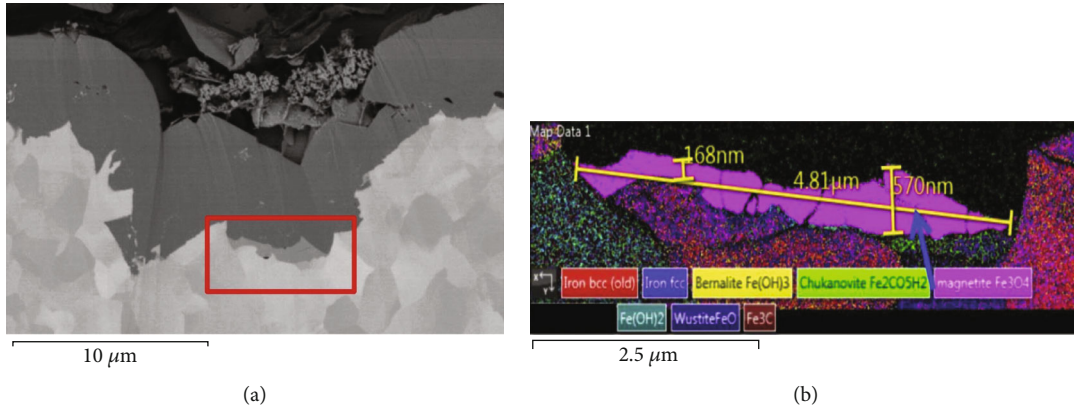 Map Data 1
168nm
4.81µm
570nm
Iron bcc (old) Iron fcc Bernalite Fe(OH)3 Chukanovite Fe2CO5H2 magnetite Fe3O4
Fe(OH)2 WustiteFeO Fe3C
10 µm
2.5 µm
(a)
(b)